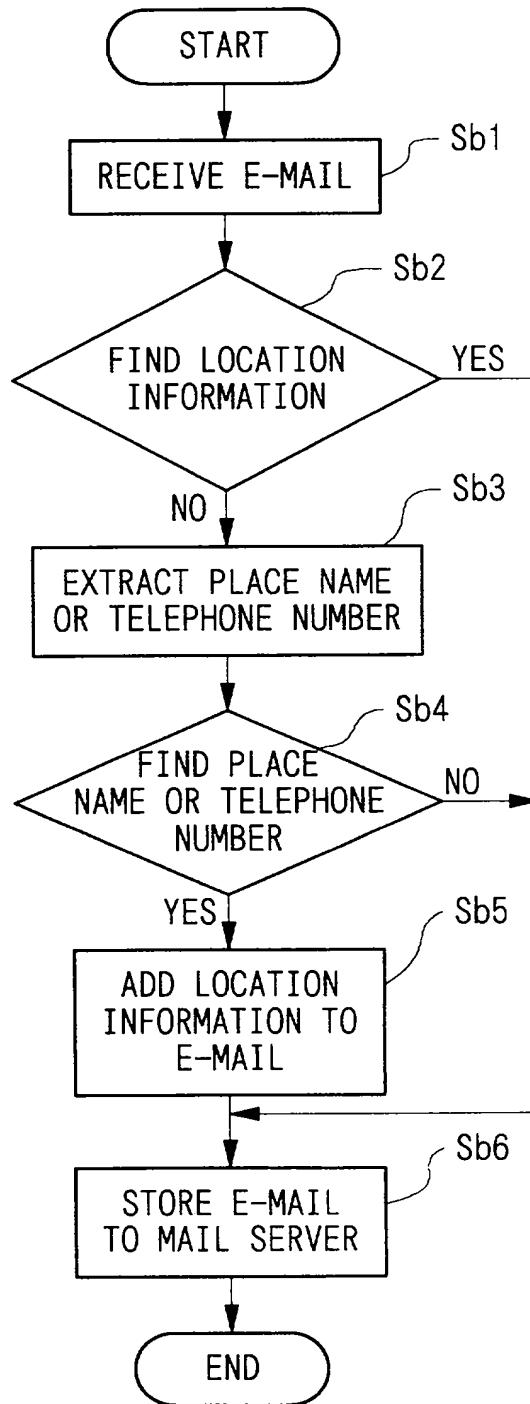 START
Sb1
RECEIVE E-MAIL
Sb2
FIND LOCATION
INFORMATION
YES
NO
Sb3
EXTRACT PLACE NAME
OR TELEPHONE NUMBER
Sb4
FIND PLACE
NAME OR TELEPHONE
NUMBER
NO
YES
Sb5
ADD LOCATION
INFORMATION TO
E-MAIL
Sb6
STORE E-MAIL
TO MAIL SERVER
END